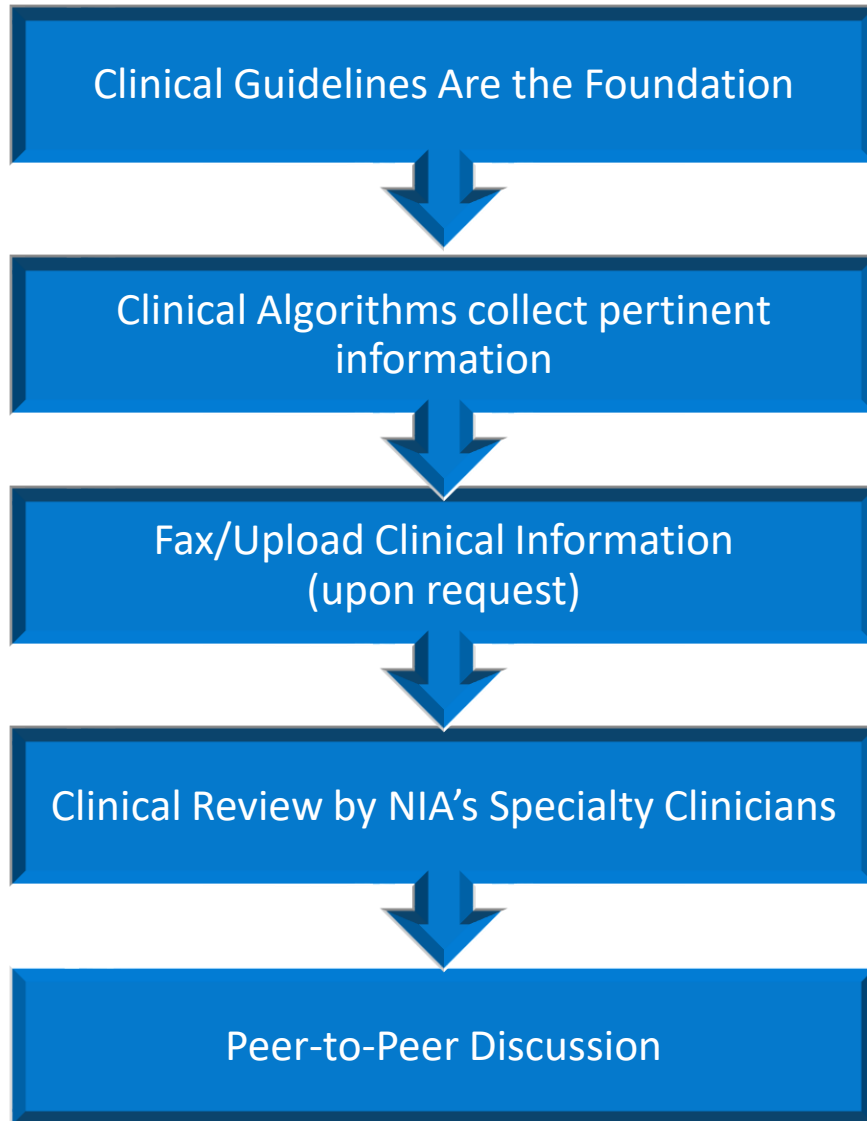 Clinical Guidelines Are the Foundation
Clinical Algorithms collect pertinent
information
Fax/Upload Clinical Information
(upon request)
Clinical Review by NIA’s Specialty Clinicians
Peer-to-Peer Discussion